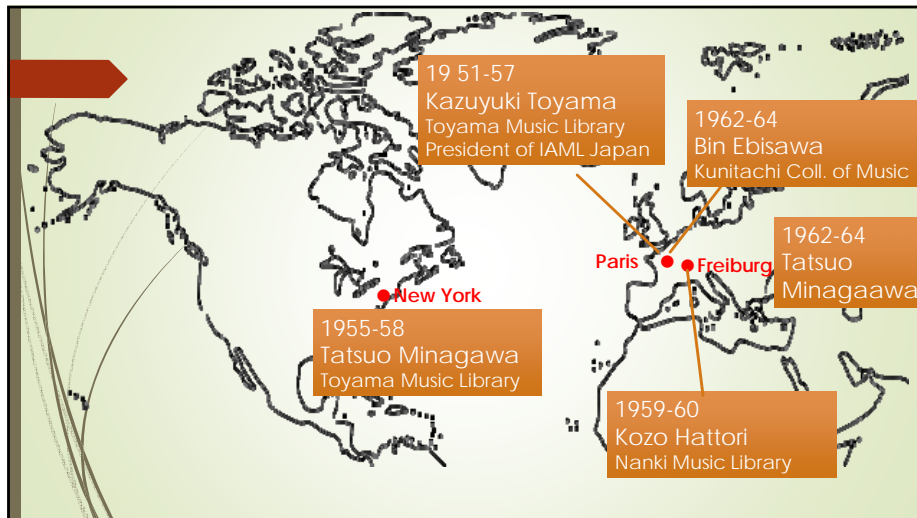 19 51-57
Kazuyuki Toyama
Toyama Music Library
President of IAML Japan
1962-64
Bin Ebisawa
Kunitachi Coll. of Music
1962-64
Tatsuo
Minagaawa
Paris
Freiburg
New York
1955-58
Tatsuo Minagawa
Toyama Music Library
1959-60
Kozo Hattori
Nanki Music Library